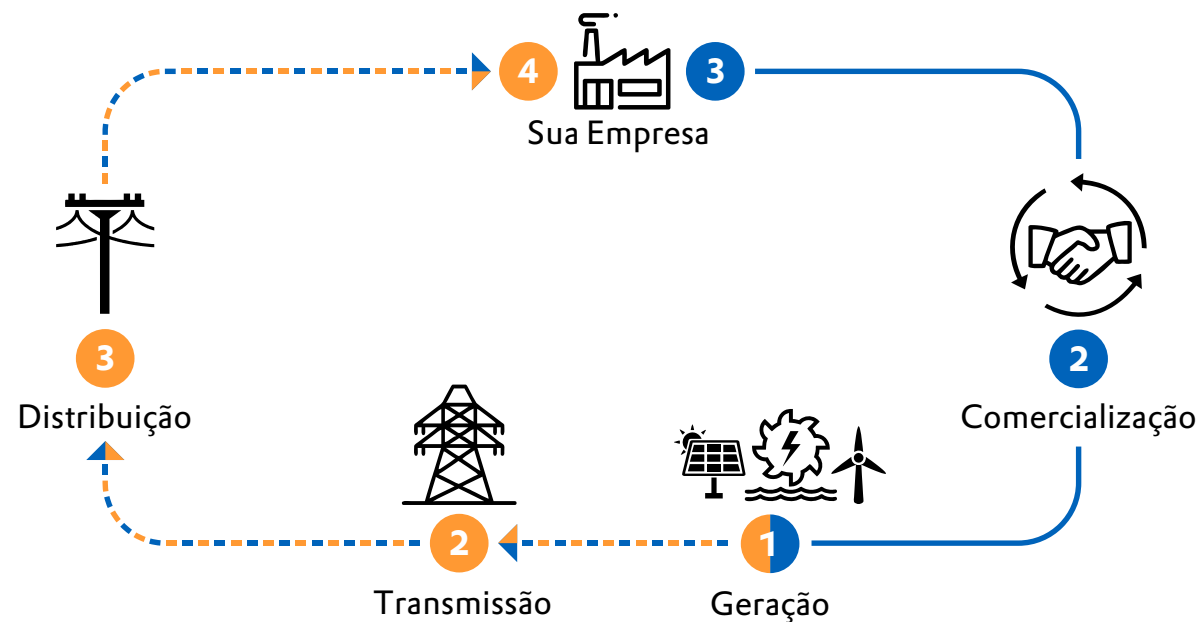 4
3
Sua Empresa
3
Distribuição
2
Comercialização
2
Transmissão
1
Geração